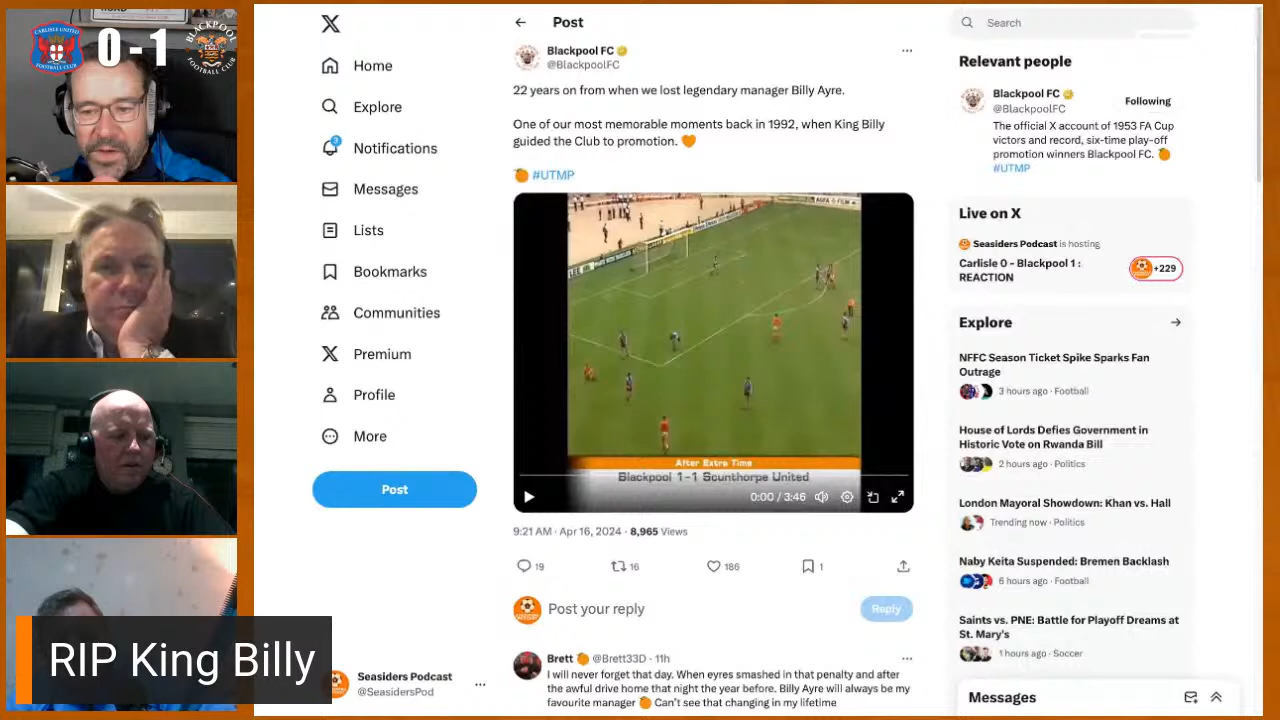 CARLISLE UNITED
0-1
BLACKPOOL
FOOTBALL CLUB
RIP King Billy
Home
Explore
3
Notifications
Messages
Lists
Bookmarks
Communities
Premium
Profile
More
Post
Seasiders Podcast
@SeasidersPod
Post
Blackpool FC
@BlackpoolFC
22 years on from when we lost legendary manager Billy Ayre.
One of our most memorable moments back in 1992, when King Billy
guided the Club to promotion. 🧡
🍊 #UTMP
AGFA FILM
After Extra Time
Blackpool 1-1 Scunthorpe United
0:00 / 3:46
9:21 AM · Apr 16, 2024 · 8,965 Views
19
16
186
1
Post your reply
Reply
Brett 🍊 @Brett33D · 11h
I will never forget that day. When eyres smashed in that penalty and after
the awful drive home that night the year before. Billy Ayre will always be my
favourite manager 🍊 Can't see that changing in my lifetime
Search
Relevant people
Blackpool FC
@BlackpoolFC
Following
The official X account of 1953 FA Cup
victors and record, six-time play-off
promotion winners Blackpool FC. 🍊
#UTMP
Live on X
Seasiders Podcast is hosting
Carlisle 0 - Blackpool 1 :
REACTION
+229
Explore
NFFC Season Ticket Spike Sparks Fan
Outrage
3 hours ago · Football
House of Lords Defies Government in
Historic Vote on Rwanda Bill
2 hours ago · Politics
London Mayoral Showdown: Khan vs. Hall
Trending now · Politics
Naby Keita Suspended: Bremen Backlash
6 hours ago · Football
Saints vs. PNE: Battle for Playoff Dreams at
St. Mary's
1 hours ago · Soccer
Messages